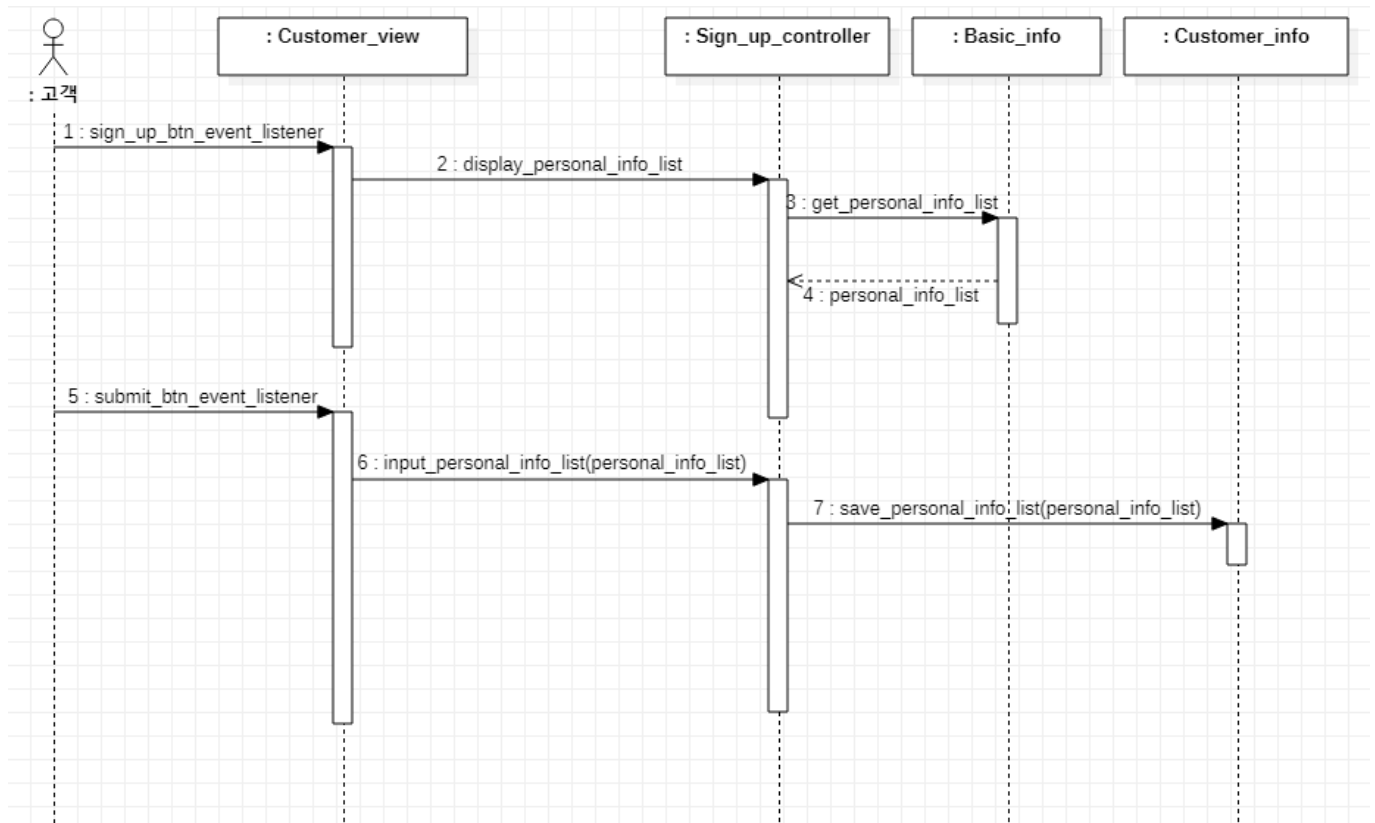 : Customer_view
: Sign_up_controller
: Basic_info
: Customer_info
: 고객
1 : sign_up_btn_event_listener
2 : display_personal_info_list
3 : get_personal_info_list
4 : personal_info_list
5 : submit_btn_event_listener
6 : input_personal_info_list(personal_info_list)
7 : save_personal_info_list(personal_info_list)